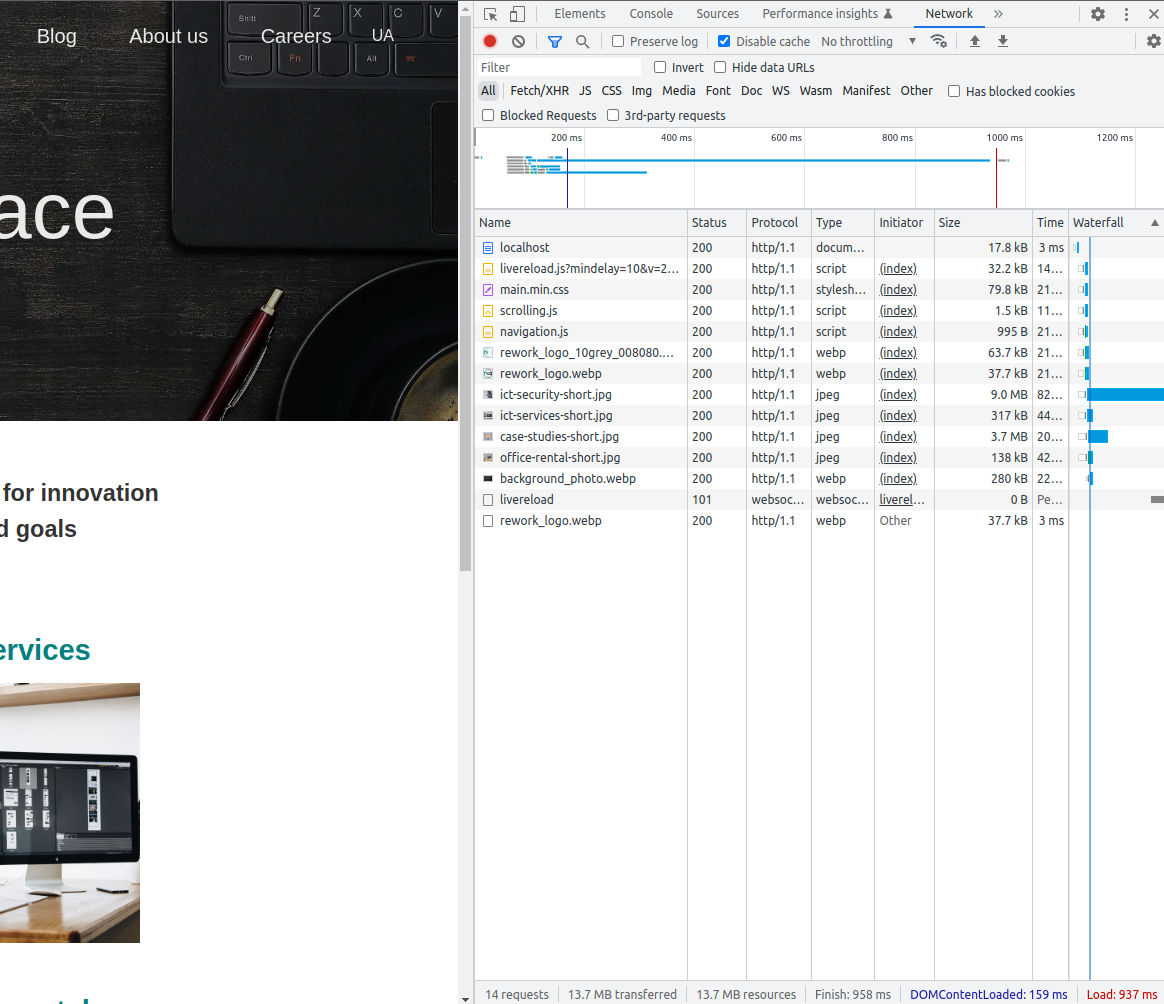 Blog About us Careers UA
Shift Z X C V
Ctrl Fn Alt
ace
for innovation
d goals
ervices
Elements Console Sources Performance insights Network
Preserve log Disable cache No throttling
Filter Invert Hide data URLs
All Fetch/XHR JS CSS Img Media Font Doc WS Wasm Manifest Other Has blocked cookies
Blocked Requests 3rd-party requests
200 ms 400 ms 600 ms 800 ms 1000 ms 1200 ms
Name Status Protocol Type Initiator Size Time Waterfall
localhost 200 http/1.1 docum... 17.8 kB 3 ms
livereload.js?mindelay=10&v=2... 200 http/1.1 script (index) 32.2 kB 14...
main.min.css 200 http/1.1 stylesh... (index) 79.8 kB 21...
scrolling.js 200 http/1.1 script (index) 1.5 kB 11...
navigation.js 200 http/1.1 script (index) 995 B 21...
rework_logo_10grey_008080.... 200 http/1.1 webp (index) 63.7 kB 21...
rework_logo.webp 200 http/1.1 webp (index) 37.7 kB 21...
ict-security-short.jpg 200 http/1.1 jpeg (index) 9.0 MB 82...
ict-services-short.jpg 200 http/1.1 jpeg (index) 317 kB 44...
case-studies-short.jpg 200 http/1.1 jpeg (index) 3.7 MB 20...
office-rental-short.jpg 200 http/1.1 jpeg (index) 138 kB 42...
background_photo.webp 200 http/1.1 webp (index) 280 kB 22...
livereload 101 websoc... websoc... liverel... 0 B Pe...
rework_logo.webp 200 http/1.1 webp Other 37.7 kB 3 ms
14 requests 13.7 MB transferred 13.7 MB resources Finish: 958 ms DOMContentLoaded: 159 ms Load: 937 ms